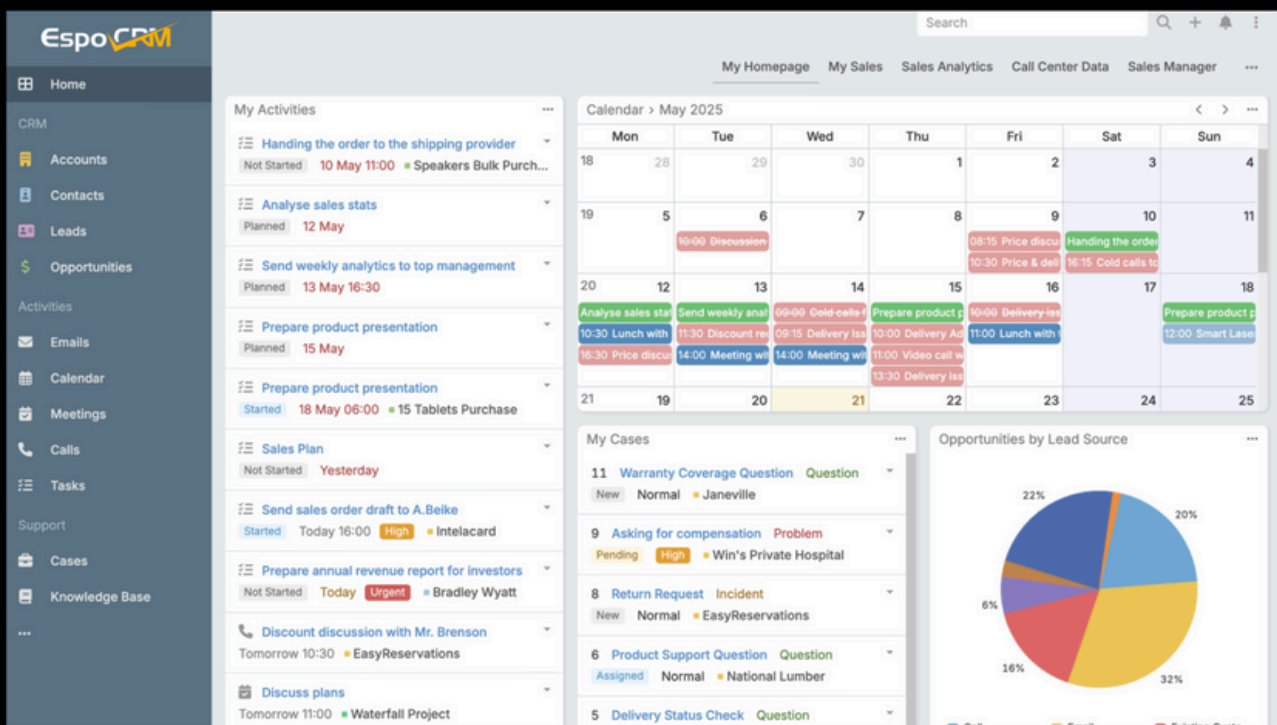 EspoCRM
Home
CRM
Accounts
Contacts
Leads
Opportunities
Activities
Emails
Calendar
Meetings
Calls
Tasks
Support
Cases
Knowledge Base
...
Search
My Homepage My Sales Sales Analytics Call Center Data Sales Manager ...
My Activities
Handing the order to the shipping provider
Not Started 10 May 11:00 Speakers Bulk Purch...
Analyse sales stats
Planned 12 May
Send weekly analytics to top management
Planned 13 May 16:30
Prepare product presentation
Planned 15 May
Prepare product presentation
Started 18 May 06:00 15 Tablets Purchase
Sales Plan
Not Started Yesterday
Send sales order draft to A.Beike
Started Today 16:00 High Intelacard
Prepare annual revenue report for investors
Not Started Today Urgent Bradley Wyatt
Discount discussion with Mr. Brenson
Tomorrow 10:30 EasyReservations
Discuss plans
Tomorrow 11:00 Waterfall Project
Calendar > May 2025
Mon Tue Wed Thu Fri Sat Sun
18 28 29 30 1 2 3 4
19 5 6 7 8 9 10 11
10:00 Discussion 08:15 Price discu Handing the order
10:30 Price & deli 16:15 Cold calls to
20 12 13 14 15 16 17 18
Analyse sales stat Send weekly anal 09:00 Cold calls f Prepare product p 10:00 Delivery iss Prepare product p
10:30 Lunch with 11:30 Discount re 09:15 Delivery Iss 10:00 Delivery Ad 11:00 Lunch with 12:00 Smart Lase
16:30 Price discu 14:00 Meeting wi 14:00 Meeting wi 11:00 Video call w
13:30 Delivery iss
21 19 20 21 22 23 24 25
My Cases
11 Warranty Coverage Question Question
New Normal Janeville
9 Asking for compensation Problem
Pending High Win's Private Hospital
8 Return Request Incident
New Normal EasyReservations
6 Product Support Question Question
Assigned Normal National Lumber
5 Delivery Status Check Question
Opportunities by Lead Source
22%
20%
6%
16%
32%